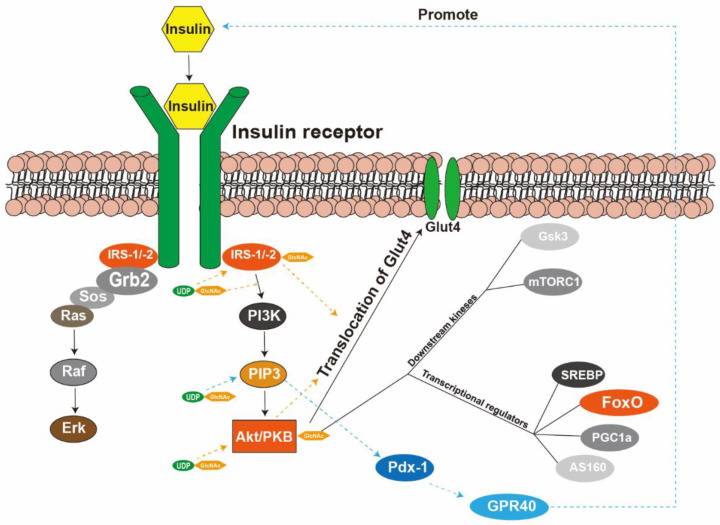 Promote
Insulin
Insulin
Insulin receptor
Glut4
Translocation of Glut4
IRS-1/-2
Grb2
Sos
Ras
Raf
Erk
IRS-1/-2
GlcNAc
UDP
GlcNAc
PI3K
PIP3
UDP
GlcNAc
Akt/PKB
GlcNAc
UDP
GlcNAc
Downstream kineses
Gsk3
mTORC1
Transcriptional regulators
SREBP
FoxO
PGC1a
AS160
Pdx-1
GPR40